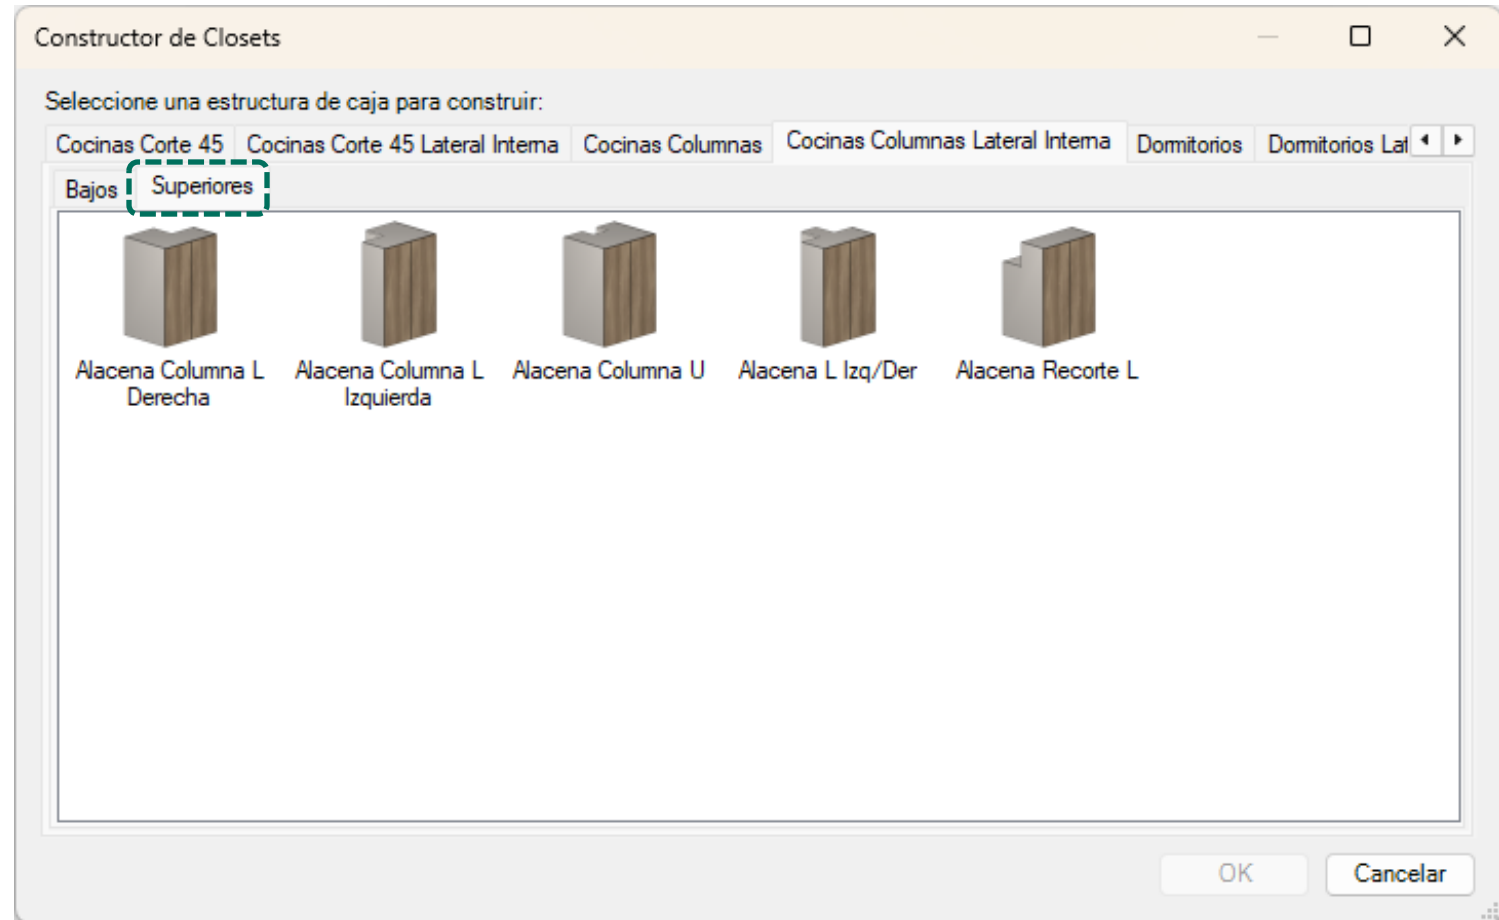 Constructor de Closets
Seleccione una estructura de caja para construir:
Cocinas Corte 45 Cocinas Corte 45 Lateral Interna Cocinas Columnas Cocinas Columnas Lateral Interna Dormitorios Dormitorios Lat
Bajos Superiores
Alacena Columna L Derecha
Alacena Columna L Izquierda
Alacena Columna U
Alacena L Izq/Der
Alacena Recorte L
OK Cancelar